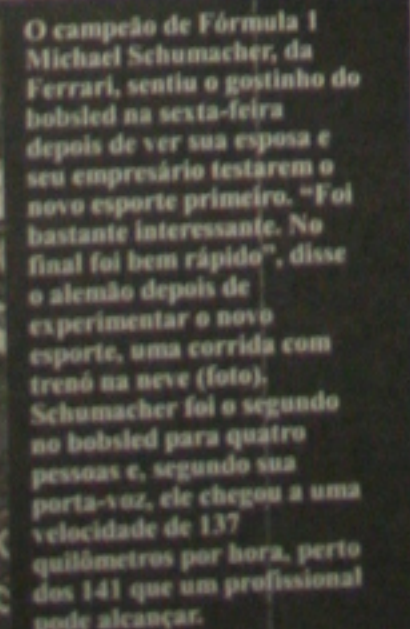 O campeão de Fórmula 1
Michael Schumacher, da
Ferrari, sentiu o gostinho do
bobsled na sexta-feira
depois de ver sua esposa e
seu empresário testarem o
novo esporte primeiro. “Foi
bastante interessante. No
final foi bem rápido”, disse
o alemão depois de
experimentar o novo
esporte, uma corrida com
trenó na neve (foto).
Schumacher foi o segundo
no bobsled para quatro
pessoas e, segundo sua
porta-voz, ele chegou a uma
velocidade de 137
quilômetros por hora, perto
dos 141 que um profissional
pode alcançar.